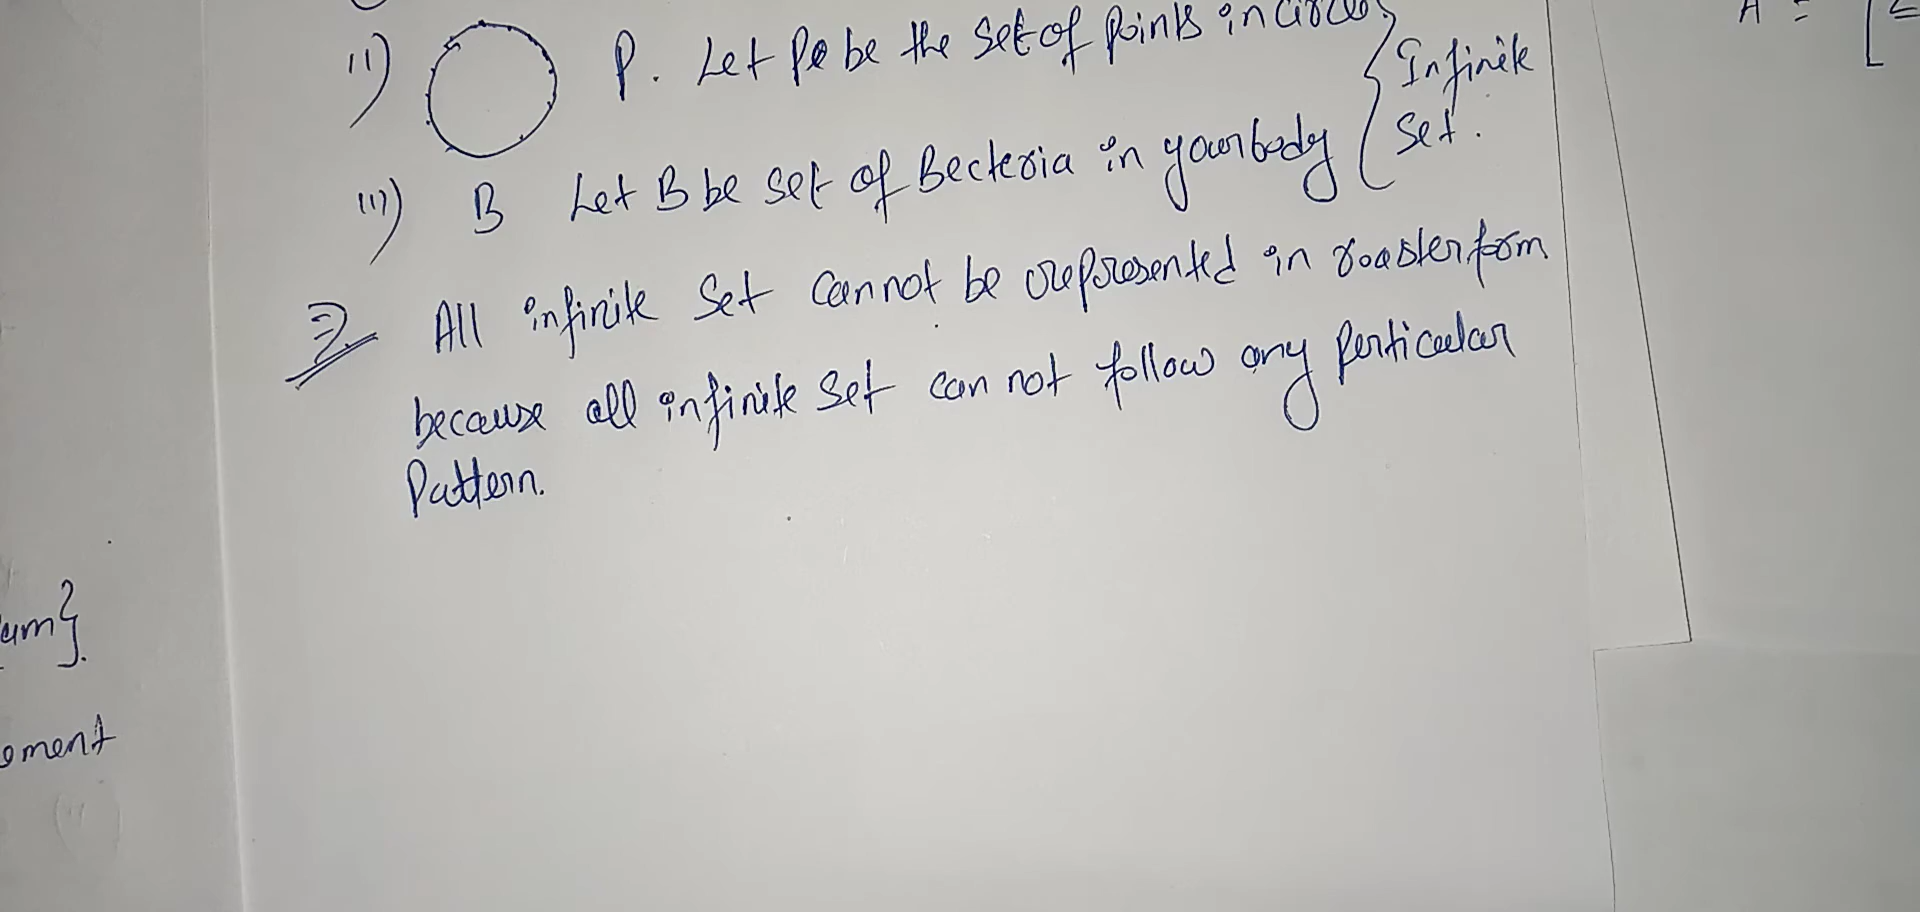 ii) P. Let Pe be the set of points in circle }
Infinite
iii) B Let B be set of Becteria in your body { Set.
2. All infinite Set Cannot be represented in roaster form
because all infinite Set can not follow any perticular
Pattern.
A = [
um}.
ement